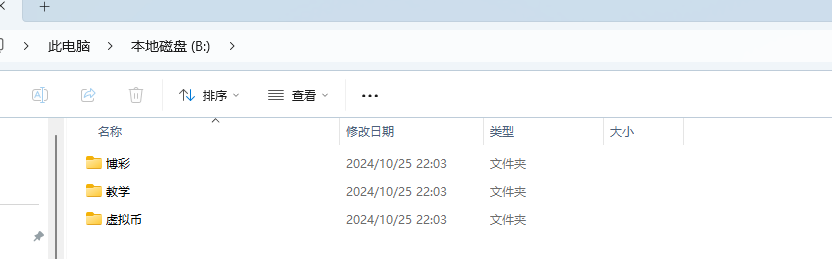 此电脑 本地磁盘 (B:)
排序 查看
名称 修改日期 类型 大小
博彩 2024/10/25 22:03 文件夹
教学 2024/10/25 22:03 文件夹
虚拟币 2024/10/25 22:03 文件夹